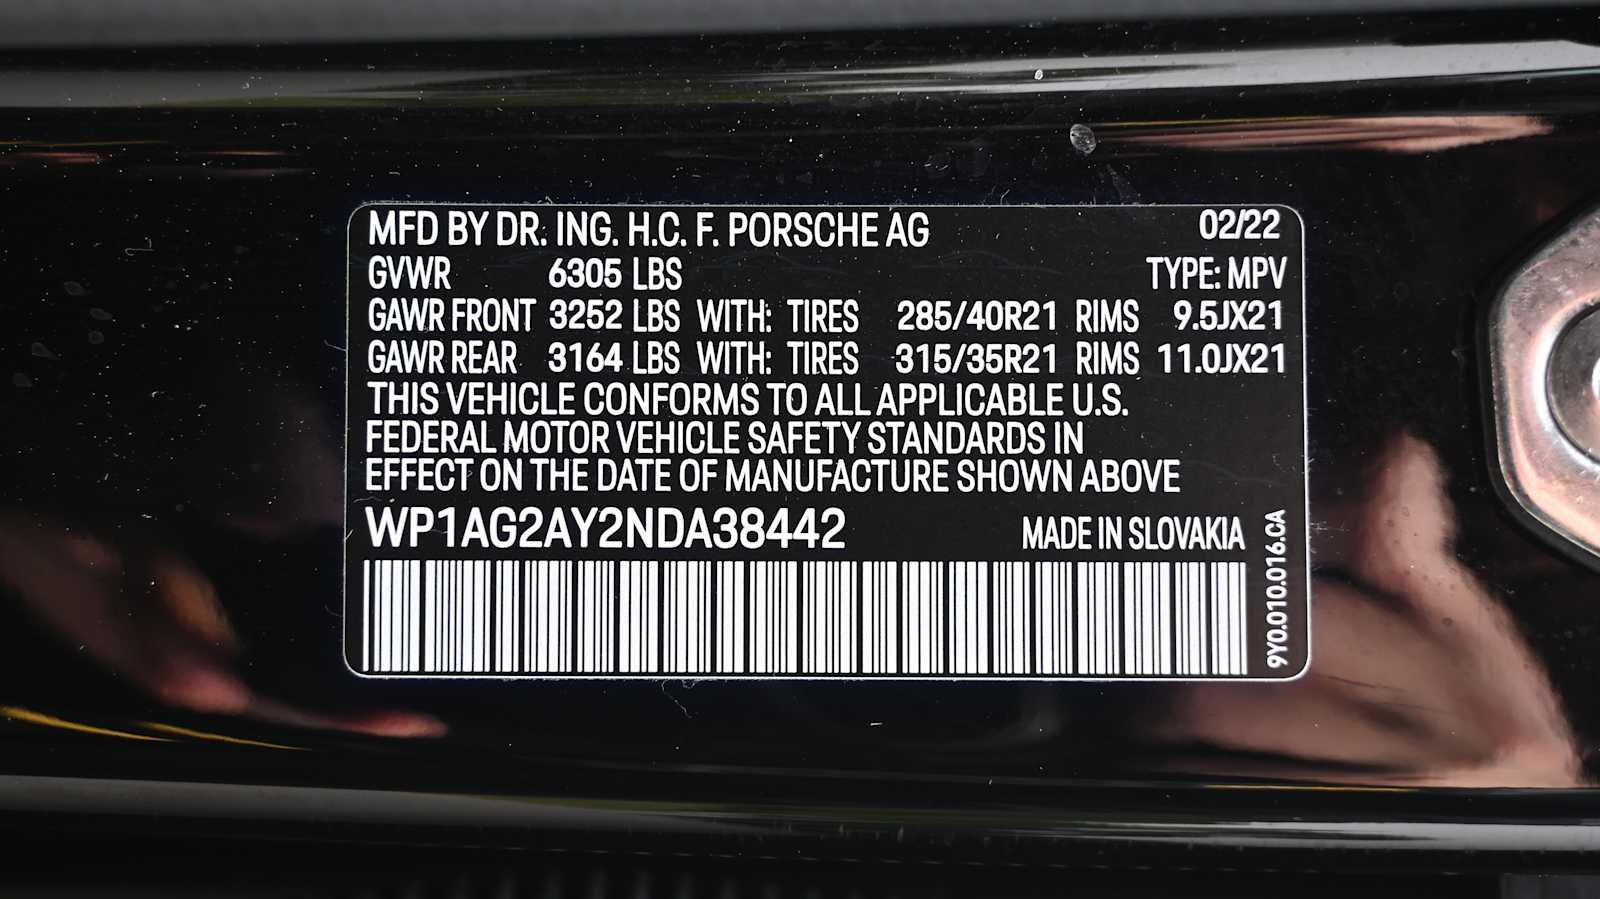 MFD BY DR. ING. H.C. F. PORSCHE AG 02/22
GVWR 6305 LBS TYPE: MPV
GAWR FRONT 3252 LBS WITH: TIRES 285/40R21 RIMS 9.5JX21
GAWR REAR 3164 LBS WITH: TIRES 315/35R21 RIMS 11.0JX21
THIS VEHICLE CONFORMS TO ALL APPLICABLE U.S.
FEDERAL MOTOR VEHICLE SAFETY STANDARDS IN
EFFECT ON THE DATE OF MANUFACTURE SHOWN ABOVE
WP1AG2AY2NDA38442 MADE IN SLOVAKIA
9Y0.010.016.CA